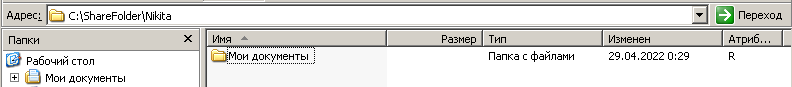 Адрес: C:\ShareFolder\Nikita Переход
Папки Имя Размер Тип Изменен Атриб...
Рабочий стол Мои документы Папка с файлами 29.04.2022 0:29 R
Мои документы